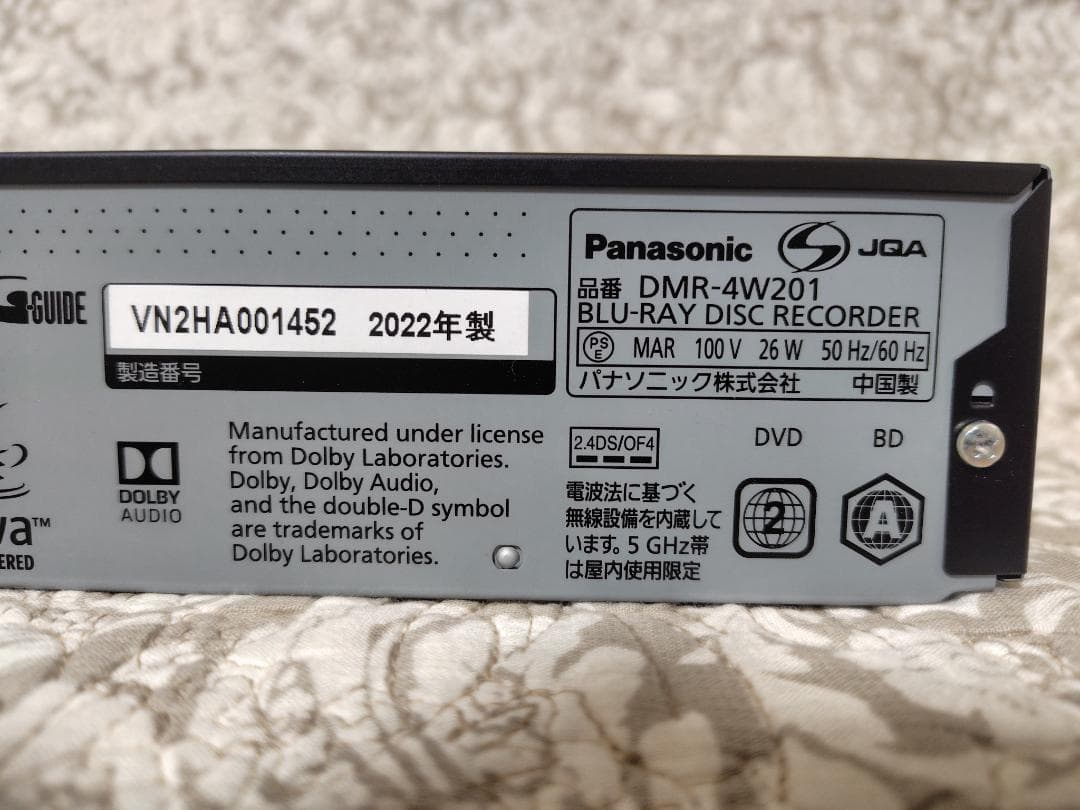 G-GUIDE
VN2HA001452 2022年製
製造番号
Panasonic JQA
品番 DMR-4W201
BLU-RAY DISC RECORDER
PS E MAR 100 V 26 W 50 Hz/60 Hz
パナソニック株式会社 中国製
DOLBY
AUDIO
Manufactured under license
from Dolby Laboratories.
Dolby, Dolby Audio,
and the double-D symbol
are trademarks of
Dolby Laboratories.
2.4DS/OF4
電波法に基づく
無線設備を内蔵して
います。5 GHz帯
は屋内使用限定
DVD
2
BD
A
va™
ERED